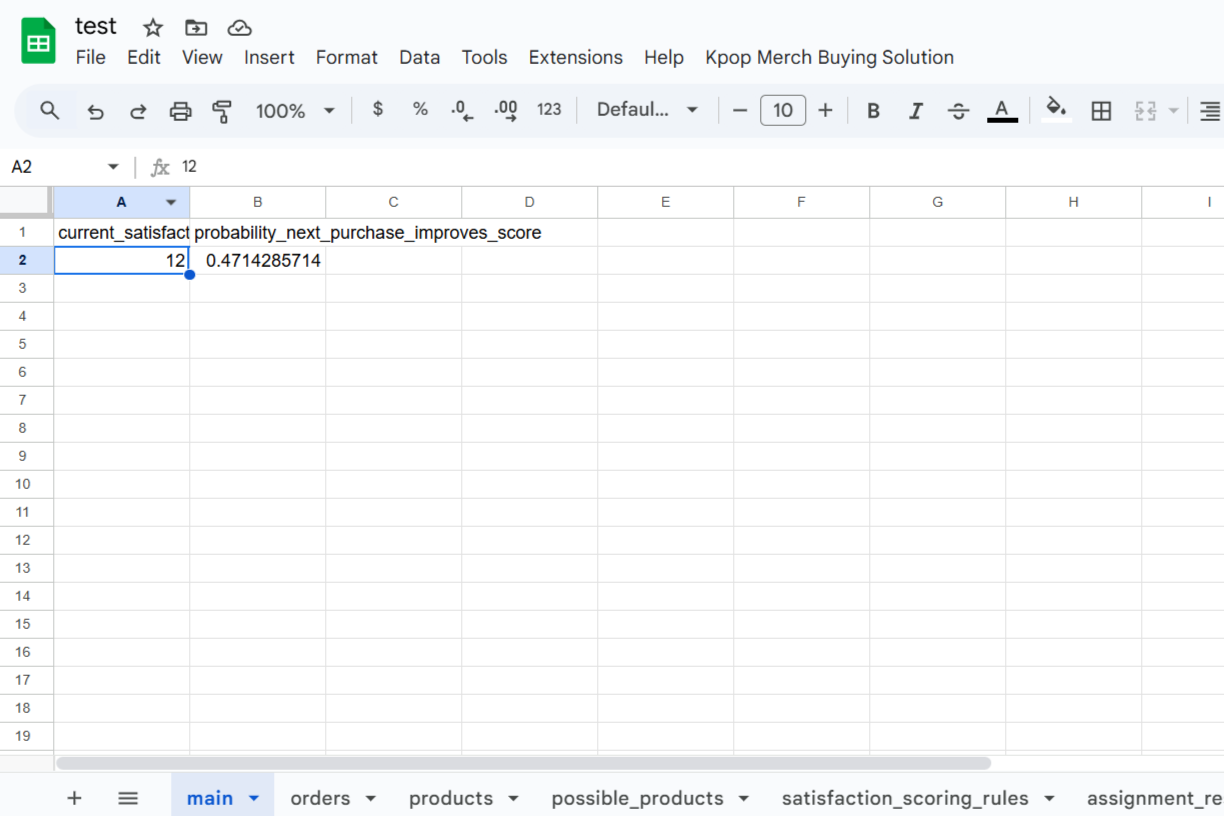 test
File Edit View Insert Format Data Tools Extensions Help Kpop Merch Buying Solution
100% $ % .0 .00 123 Defaul... − 10 + B I S A
A2 fx 12
A B C D E F G H I
1 current_satisfact probability_next_purchase_improves_score
2 12 0.4714285714
3
4
5
6
7
8
9
10
11
12
13
14
15
16
17
18
19
+ main orders products possible_products satisfaction_scoring_rules assignment_re